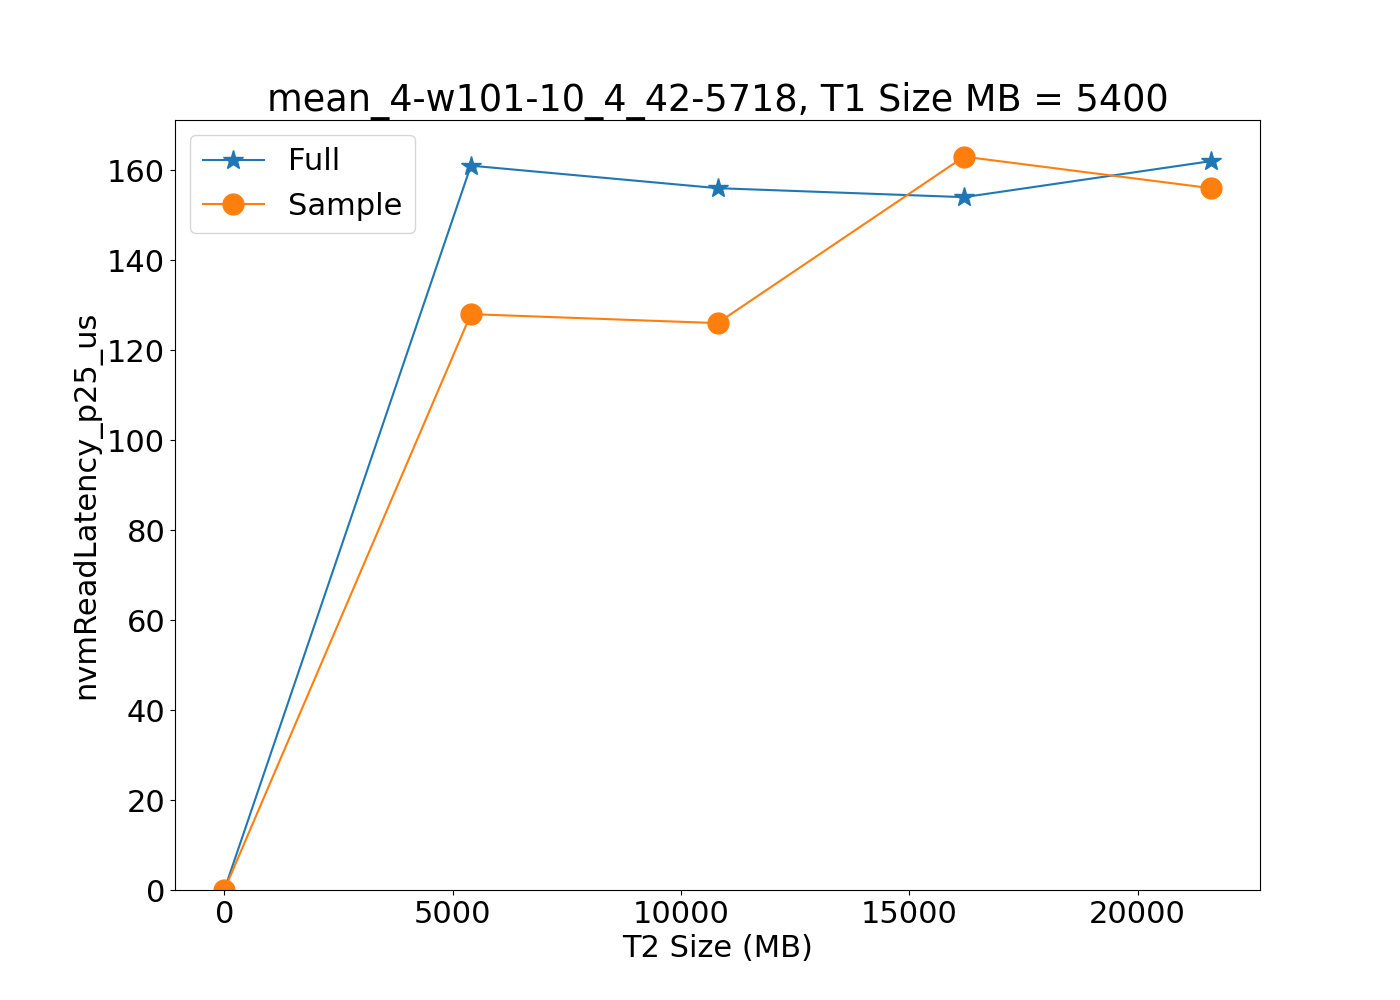 mean_4-w101-10_4_42-5718, T1 Size MB = 5400
Full
Sample
nvmReadLatency_p25_us
160
140
120
100
80
60
40
20
0
0 5000 10000 15000 20000
T2 Size (MB)